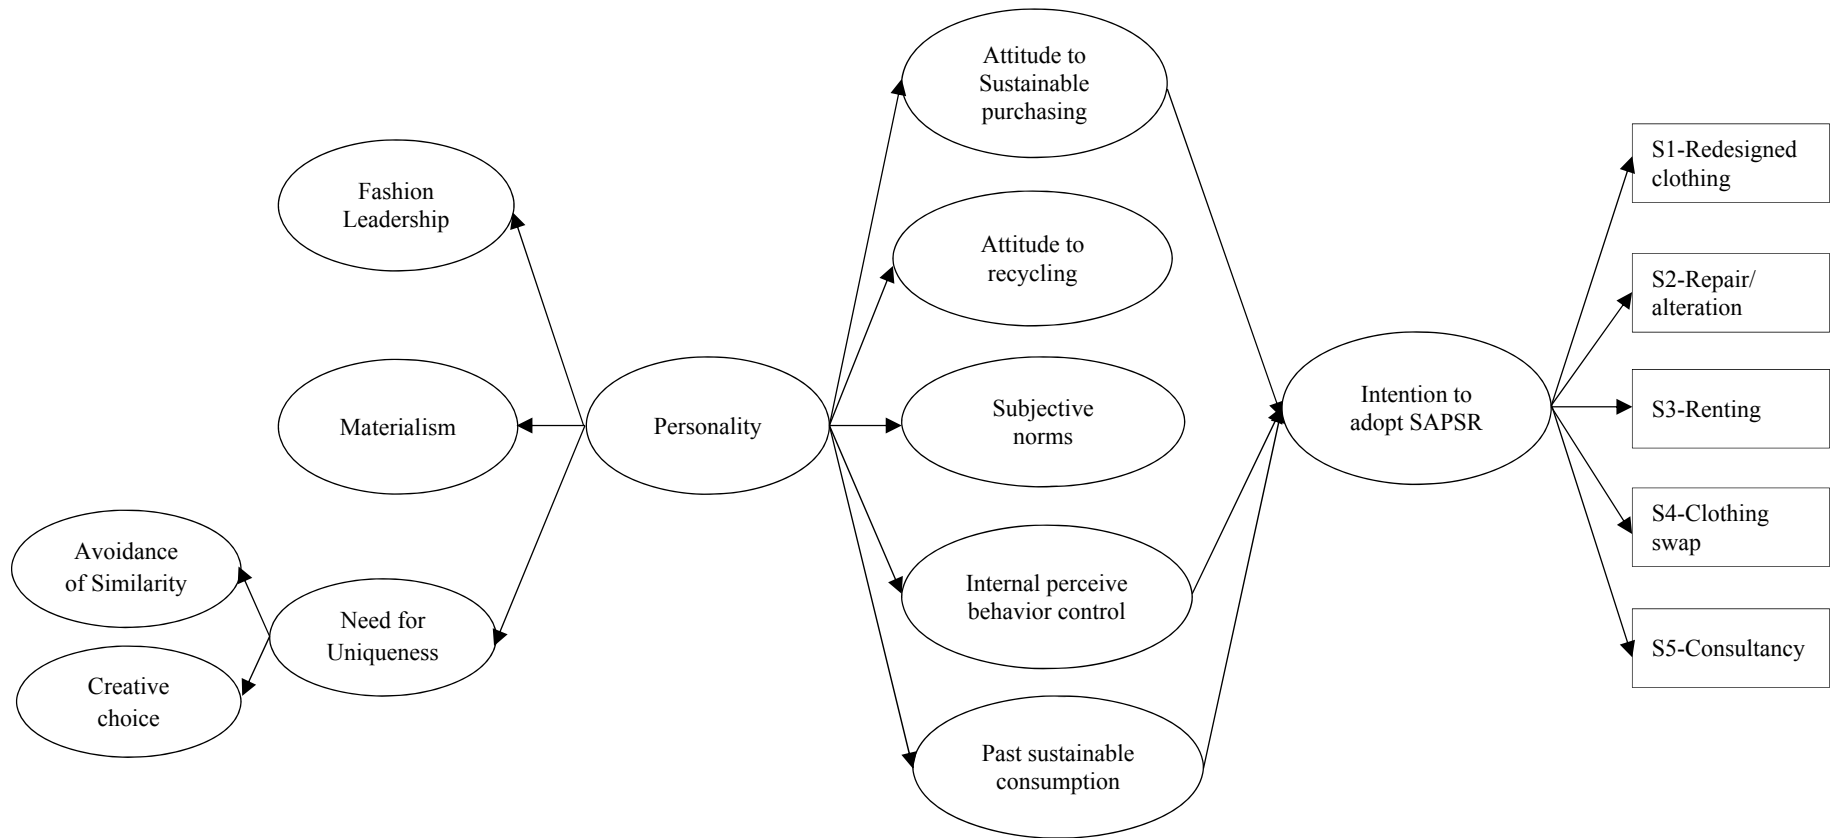 Attitude to
Sustainable
purchasing
Fashion
Leadership
Attitude to
recycling
Materialism
Personality
Subjective
norms
Intention to
adopt SAPSR
Avoidance
of Similarity
Need for
Uniqueness
Creative
choice
Internal perceive
behavior control
Past sustainable
consumption
S1-Redesigned
clothing
S2-Repair/
alteration
S3-Renting
S4-Clothing
swap
S5-Consultancy